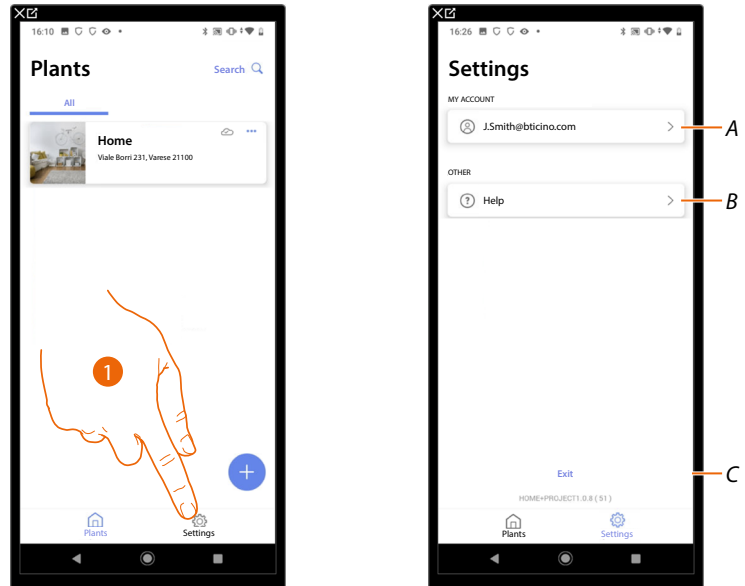 16:10
Plants
Search
All
Home
Viale Borri 231, Varese 21100
1
Plants
Settings
16:26
Settings
MY ACCOUNT
J.Smith@bticino.com
A
OTHER
? Help
B
Exit
C
HOME+PROJECT1.0.8 ( 51 )
Plants
Settings